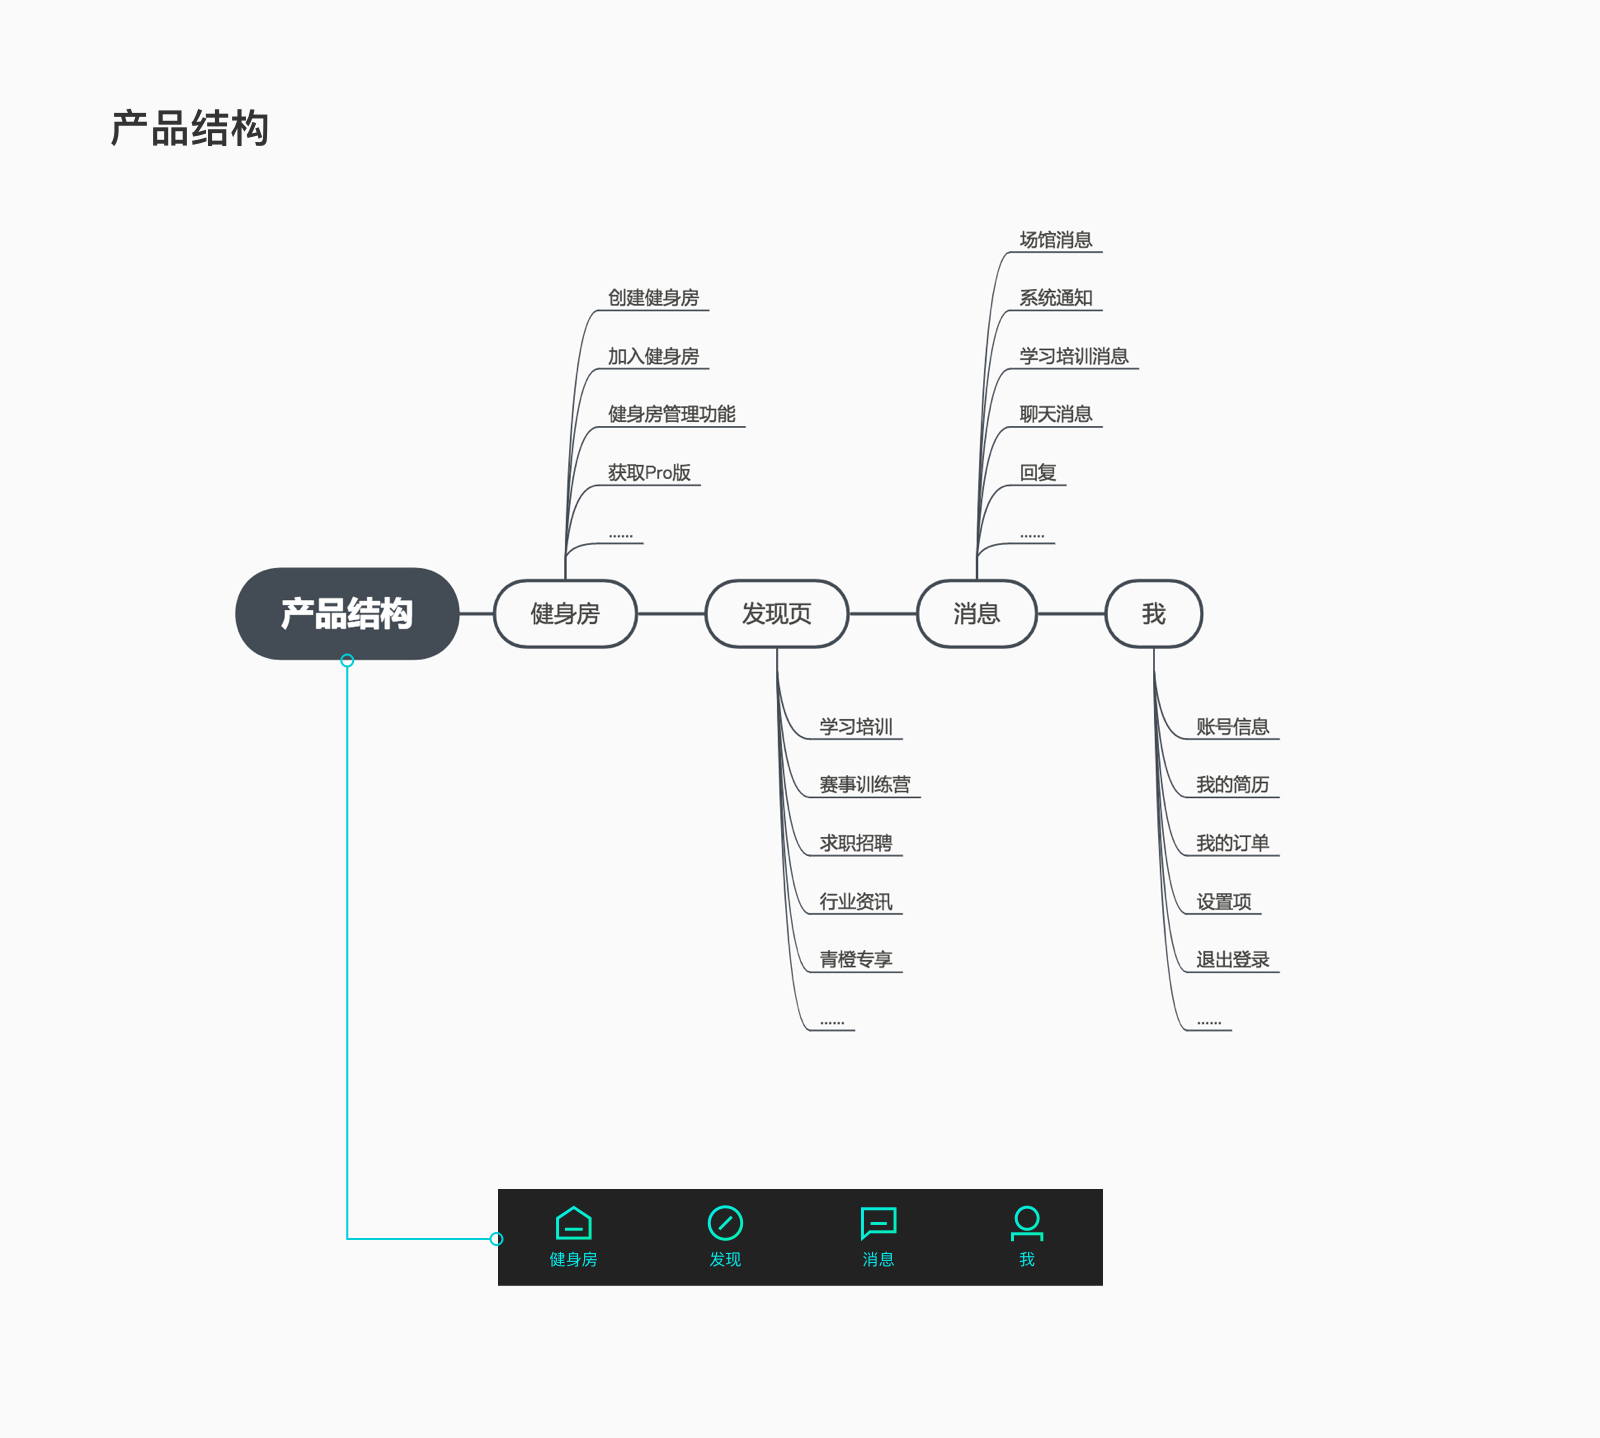 产品结构
场馆消息
系统通知
学习培训消息
聊天消息
回复
......
创建健身房
加入健身房
健身房管理功能
获取Pro版
......
产品结构
健身房
发现页
消息
我
学习培训
赛事训练营
求职招聘
行业资讯
青橙专享
......
账号信息
我的简历
我的订单
设置项
退出登录
......
健身房
发现
消息
我